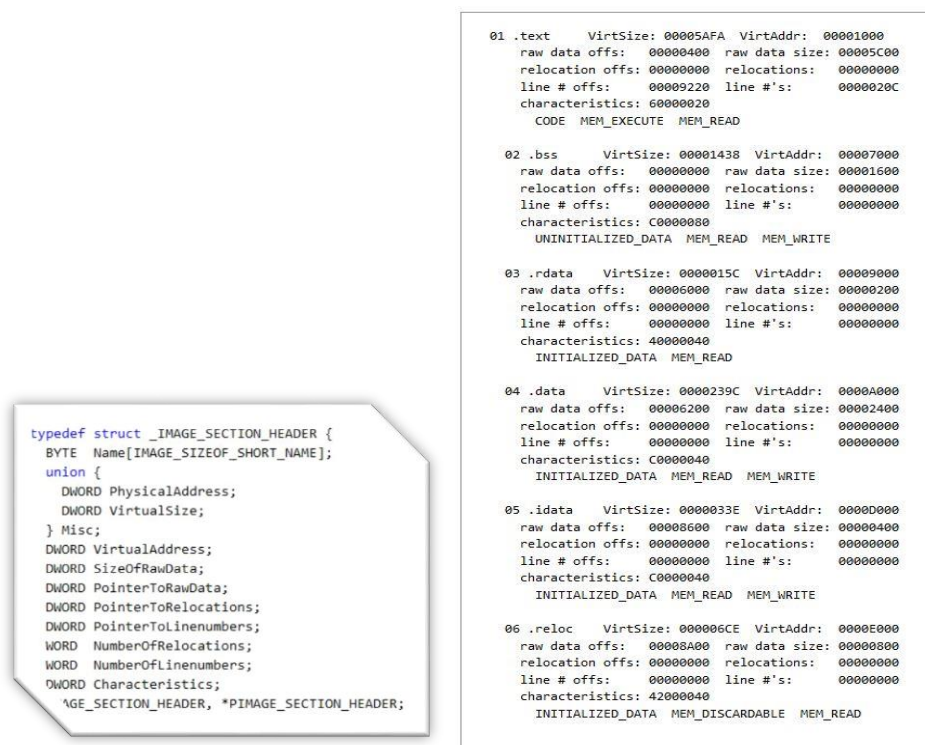 typedef struct _IMAGE_SECTION_HEADER {
BYTE Name[IMAGE_SIZEOF_SHORT_NAME];
union {
DWORD PhysicalAddress;
DWORD VirtualSize;
} Misc;
DWORD VirtualAddress;
DWORD SizeOfRawData;
DWORD PointerToRawData;
DWORD PointerToRelocations;
DWORD PointerToLinenumbers;
WORD NumberOfRelocations;
WORD NumberOfLinenumbers;
DWORD Characteristics;
AGE_SECTION_HEADER, *PIMAGE_SECTION_HEADER;
01 .text VirtSize: 00005AFA VirtAddr: 00001000
raw data offs: 00000400 raw data size: 00005C00
relocation offs: 00000000 relocations: 00000000
line # offs: 00009220 line #'s: 0000020C
characteristics: 60000020
CODE MEM_EXECUTE MEM_READ
02 .bss VirtSize: 00001438 VirtAddr: 00007000
raw data offs: 00000000 raw data size: 00001600
relocation offs: 00000000 relocations: 00000000
line # offs: 00000000 line #'s: 00000000
characteristics: C0000080
UNINITIALIZED_DATA MEM_READ MEM_WRITE
03 .rdata VirtSize: 0000015C VirtAddr: 00009000
raw data offs: 00006000 raw data size: 00000200
relocation offs: 00000000 relocations: 00000000
line # offs: 00000000 line #'s: 00000000
characteristics: 40000040
INITIALIZED_DATA MEM_READ
04 .data VirtSize: 0000239C VirtAddr: 0000A000
raw data offs: 00006200 raw data size: 00002400
relocation offs: 00000000 relocations: 00000000
line # offs: 00000000 line #'s: 00000000
characteristics: C0000040
INITIALIZED_DATA MEM_READ MEM_WRITE
05 .idata VirtSize: 0000033E VirtAddr: 0000D000
raw data offs: 00008600 raw data size: 00000400
relocation offs: 00000000 relocations: 00000000
line # offs: 00000000 line #'s: 00000000
characteristics: C0000040
INITIALIZED_DATA MEM_READ MEM_WRITE
06 .reloc VirtSize: 000006CE VirtAddr: 0000E000
raw data offs: 00008A00 raw data size: 00000800
relocation offs: 00000000 relocations: 00000000
line # offs: 00000000 line #'s: 00000000
characteristics: 42000040
INITIALIZED_DATA MEM_DISCARDABLE MEM_READ